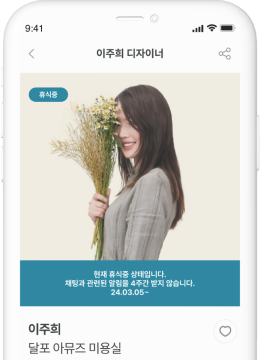 9:41
이주희 디자이너
휴식중
현재 휴식중 상태입니다.
채팅과 관련된 알림을 4주간 받지 않습니다.
24.03.05~
이주희
달포 아뮤즈 미용실